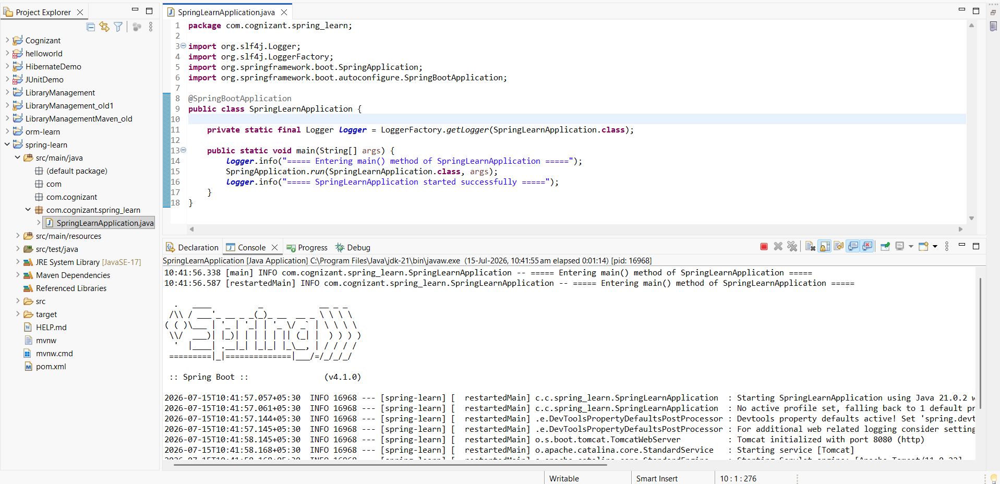 Project Explorer
Cognizant
helloworld
HibernateDemo
JUnitDemo
LibraryManagement
LibraryManagement_old1
LibraryManagementMaven_old
orm-learn
spring-learn
src/main/java
(default package)
com
com.cognizant
com.cognizant.spring_learn
SpringLearnApplication.java
src/main/resources
src/test/java
JRE System Library [JavaSE-17]
Maven Dependencies
Referenced Libraries
src
target
HELP.md
mvnw
mvnw.cmd
pom.xml
SpringLearnApplication.java
1 package com.cognizant.spring_learn;
2
3 import org.slf4j.Logger;
4 import org.slf4j.LoggerFactory;
5 import org.springframework.boot.SpringApplication;
6 import org.springframework.boot.autoconfigure.SpringBootApplication;
7
8 @SpringBootApplication
9 public class SpringLearnApplication {
10
11     private static final Logger logger = LoggerFactory.getLogger(SpringLearnApplication.class);
12
13     public static void main(String[] args) {
14         logger.info("===== Entering main() method of SpringLearnApplication =====");
15         SpringApplication.run(SpringLearnApplication.class, args);
16         logger.info("===== SpringLearnApplication started successfully =====");
17     }
18 }
Declaration Console Progress Debug
SpringLearnApplication [Java Application] C:\Program Files\Java\jdk-21\bin\javaw.exe (15-Jul-2026, 10:41:55 am elapsed 0:01:14) [pid: 16968]
10:41:56.338 [main] INFO com.cognizant.spring_learn.SpringLearnApplication -- ===== Entering main() method of SpringLearnApplication =====
10:41:56.587 [restartedMain] INFO com.cognizant.spring_learn.SpringLearnApplication -- ===== Entering main() method of SpringLearnApplication =====
  .   ____          _            __ _ _
 /\\ / ___'_ __ _ _(_)_ __  __ _ \ \ \ \
( ( )\___ | '_ | '_| | '_ \/ _` | \ \ \ \
 \\/  ___)| |_)| | | | | || (_| |  ) ) ) )
  '  |____| .__|_| |_|_| |_\__, | / / / /
 =========|_|==============|___/=/_/_/_/
 :: Spring Boot ::                (v4.1.0)
2026-07-15T10:41:57.057+05:30  INFO 16968 --- [spring-learn] [  restartedMain] c.c.spring_learn.SpringLearnApplication  : Starting SpringLearnApplication using Java 21.0.2 w
2026-07-15T10:41:57.061+05:30  INFO 16968 --- [spring-learn] [  restartedMain] c.c.spring_learn.SpringLearnApplication  : No active profile set, falling back to 1 default pr
2026-07-15T10:41:57.144+05:30  INFO 16968 --- [spring-learn] [  restartedMain] .e.DevToolsPropertyDefaultsPostProcessor : Devtools property defaults active! Set 'spring.devt
2026-07-15T10:41:57.145+05:30  INFO 16968 --- [spring-learn] [  restartedMain] .e.DevToolsPropertyDefaultsPostProcessor : For additional web related logging consider setting
2026-07-15T10:41:58.145+05:30  INFO 16968 --- [spring-learn] [  restartedMain] o.s.boot.tomcat.TomcatWebServer          : Tomcat initialized with port 8080 (http)
2026-07-15T10:41:58.168+05:30  INFO 16968 --- [spring-learn] [  restartedMain] o.apache.catalina.core.StandardService   : Starting service [Tomcat]
Writable Smart Insert 10 : 1 : 276